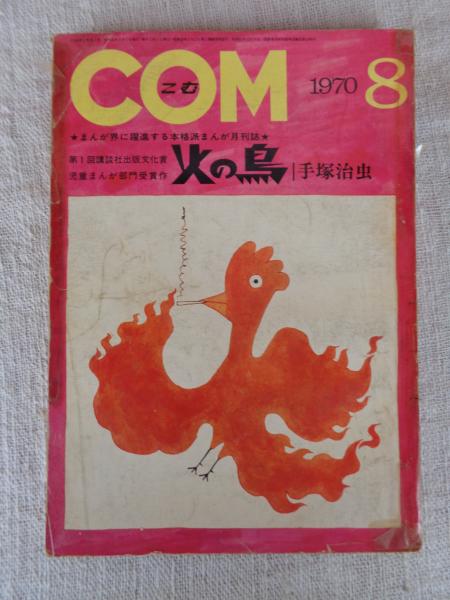 COM
こむ
1970 8
★まんが界に躍進する本格派まんが月刊誌★
第1回講談社出版文化賞
児童まんが部門受賞作
火の鳥 | 手塚治虫